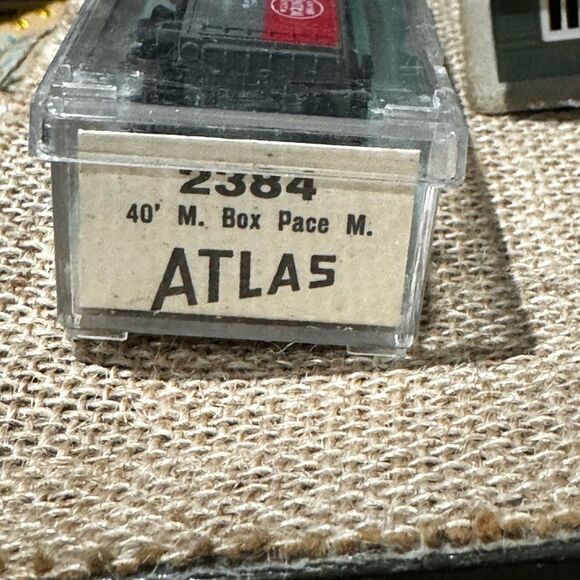 2384
40' M. Box Pace M.
ATLAS